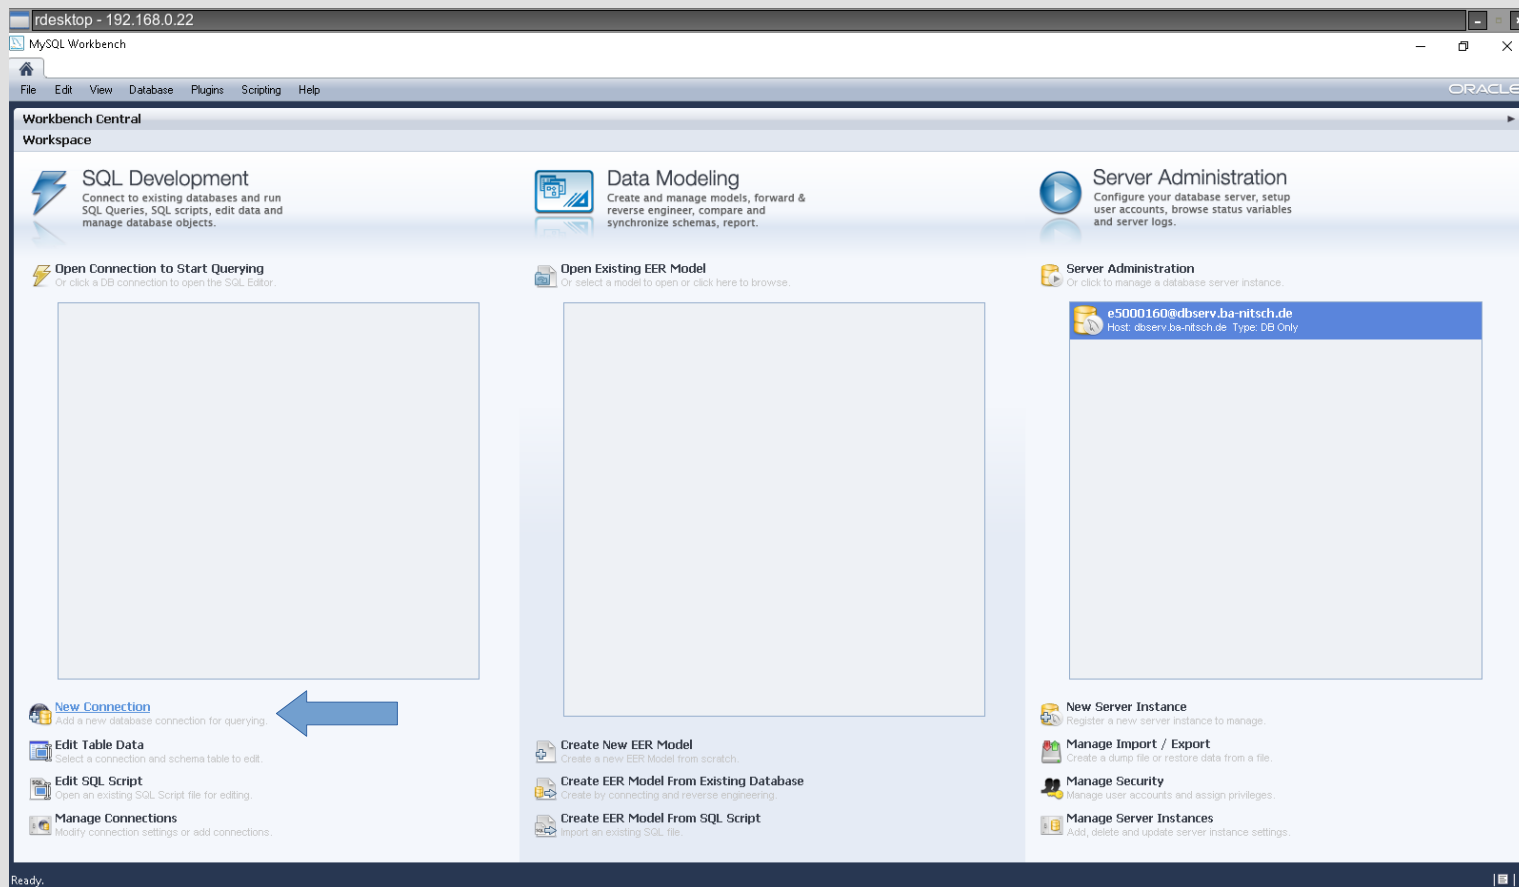 rdesktop - 192.168.0.22
MySQL Workbench
File Edit View Database Plugins Scripting Help
ORACLE
Workbench Central
Workspace
SQL Development
Connect to existing databases and run
SQL Queries, SQL scripts, edit data and
manage database objects.
Open Connection to Start Querying
Or click a DB connection to open the SQL Editor.
New Connection
Add a new database connection for querying.
Edit Table Data
Select a connection and schema table to edit.
Edit SQL Script
Open an existing SQL Script file for editing.
Manage Connections
Modify connection settings or add connections.
Data Modeling
Create and manage models, forward &
reverse engineer, compare and
synchronize schemas, report.
Open Existing EER Model
Or select a model to open or click here to browse.
Create New EER Model
Create a new EER Model from scratch.
Create EER Model From Existing Database
Create by connecting and reverse engineering.
Create EER Model From SQL Script
Import an existing SQL file.
Server Administration
Configure your database server, setup
user accounts, browse status variables
and server logs.
Server Administration
Or click to manage a database server instance.
e5000160@dbserv.ba-nitsch.de
Host: dbserv.ba-nitsch.de Type: DB Only
New Server Instance
Register a new server instance to manage.
Manage Import / Export
Create a dump file or restore data from a file.
Manage Security
Manage user accounts and assign privileges.
Manage Server Instances
Add, delete and update server instance settings.
Ready.